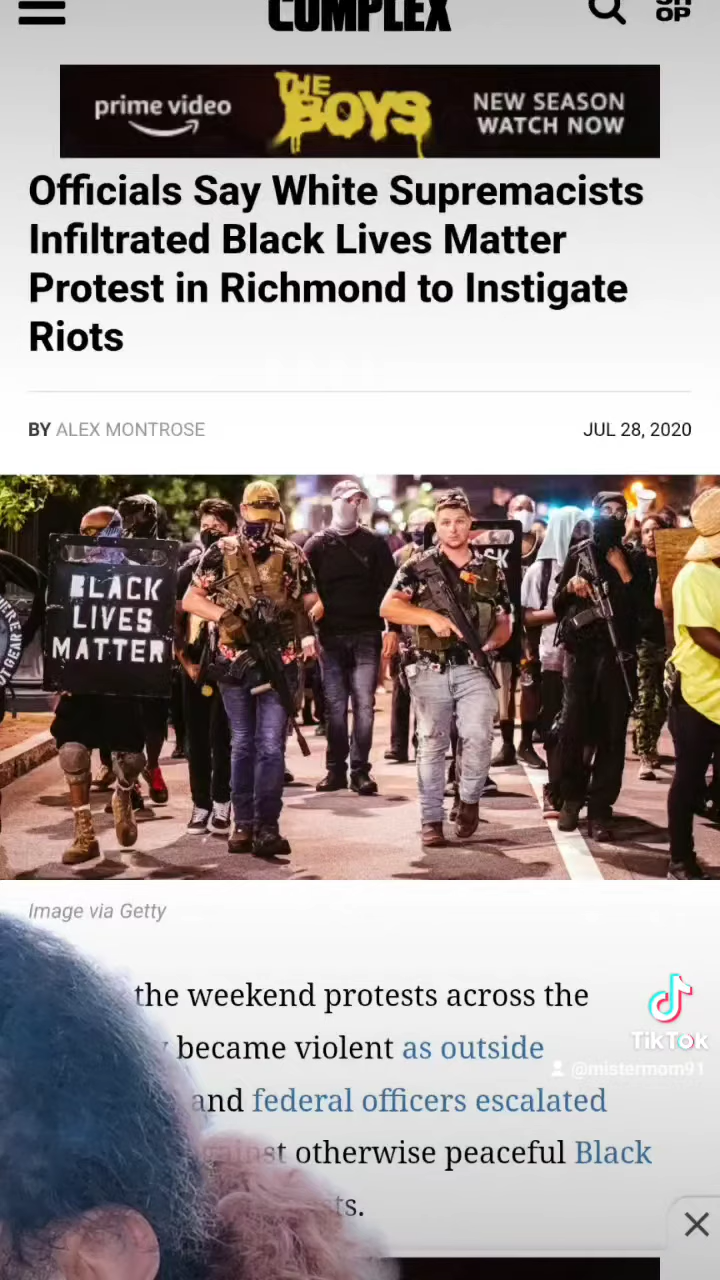 COMPLEX
OP
prime video
THE
BOYS
NEW SEASON
WATCH NOW
Officials Say White Supremacists
Infiltrated Black Lives Matter
Protest in Richmond to Instigate
Riots
BY ALEX MONTROSE
JUL 28, 2020
BLACK
LIVES
MATTER
Image via Getty
the weekend protests across the
became violent as outside
and federal officers escalated
otherwise peaceful Black
TikTok
@mistermom91